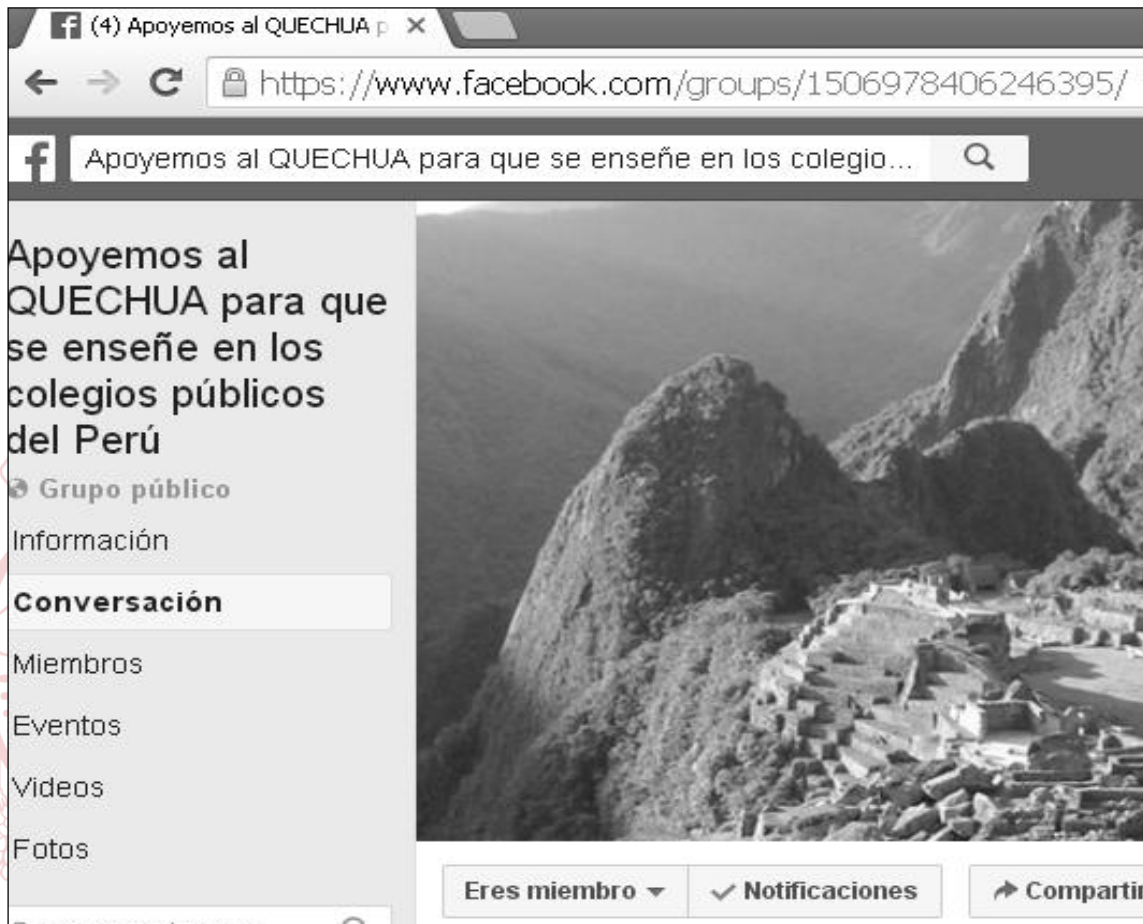 (4) Apoyemos al QUECHUA p
https://www.facebook.com/groups/1506978406246395/
Apoyemos al QUECHUA para que se enseñe en los colegio...
Apoyemos al
QUECHUA para que
se enseñe en los
colegios públicos
del Perú
Grupo público
Información
Conversación
Miembros
Eventos
Videos
Fotos
Eres miembro
Notificaciones
Compartir